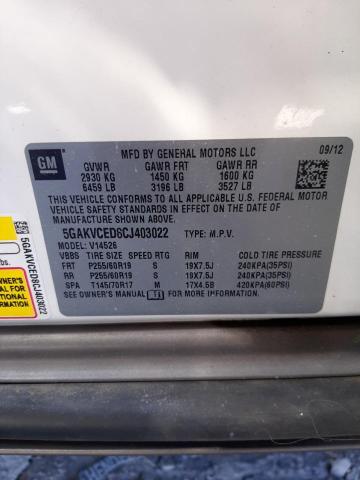 GM
MFD BY GENERAL MOTORS LLC
09/12
GVWR GAWR FRT GAWR RR
2930 KG 1450 KG 1600 KG
6459 LB 3196 LB 3527 LB
THIS VEHICLE CONFORMS TO ALL APPLICABLE U.S. FEDERAL MOTOR
VEHICLE SAFETY STANDARDS IN EFFECT ON THE DATE OF
MANUFACTURE SHOWN ABOVE.
5GAKVCED8CJ403022 TYPE: M.P.V.
MODEL: V14526
VBBS TIRE SIZE SPEED RTG RIM COLD TIRE PRESSURE
FRT P255/60R19 S 19X7.5J 240KPA(35PSI)
RR P255/60R19 S 19X7.5J 240KPA(35PSI)
SPA T145/70R17 M 17X4.5B 420KPA(60PSI)
SEE OWNER'S MANUAL FOR MORE INFORMATION.
5GAKVCED8CJ403022
lbs.